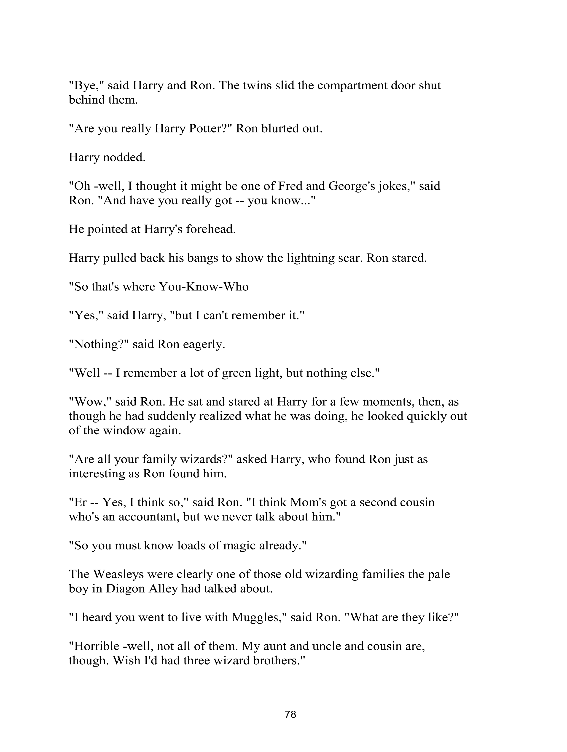 "Bye," said Harry and Ron. The twins slid the compartment door shut
behind them.
"Are you really Harry Potter?" Ron blurted out.
Harry nodded.
"Oh -well, I thought it might be one of Fred and George's jokes," said
Ron. "And have you really got -- you know..."
He pointed at Harry's forehead.
Harry pulled back his bangs to show the lightning scar. Ron stared.
"So that's where You-Know-Who
"Yes," said Harry, "but I can't remember it."
"Nothing?" said Ron eagerly.
"Well -- I remember a lot of green light, but nothing else."
"Wow," said Ron. He sat and stared at Harry for a few moments, then, as
though he had suddenly realized what he was doing, he looked quickly out
of the window again.
"Are all your family wizards?" asked Harry, who found Ron just as
interesting as Ron found him.
"Er -- Yes, I think so," said Ron. "I think Mom's got a second cousin
who's an accountant, but we never talk about him."
"So you must know loads of magic already."
The Weasleys were clearly one of those old wizarding families the pale
boy in Diagon Alley had talked about.
"I heard you went to live with Muggles," said Ron. "What are they like?"
"Horrible -well, not all of them. My aunt and uncle and cousin are,
though. Wish I'd had three wizard brothers."
78